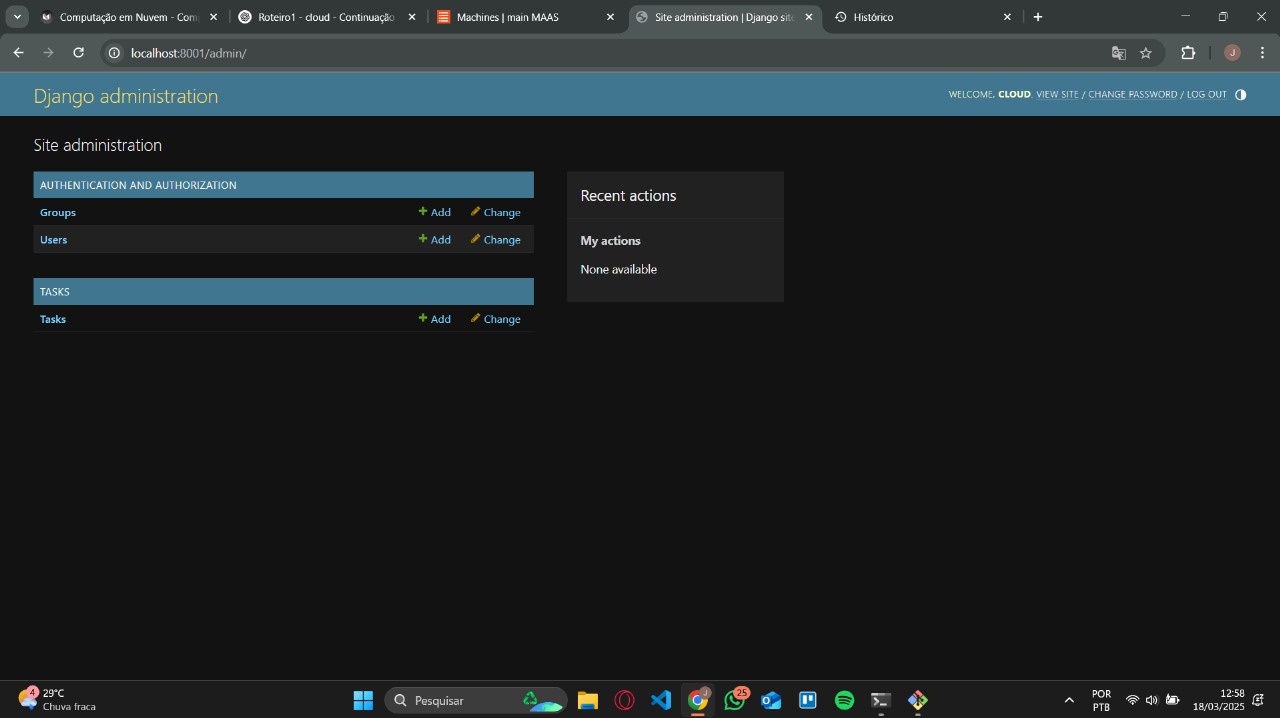 Computação em Nuvem - Com
Roteiro1 - cloud - Continuação
Machines | main MAAS
Site administration | Django sit
Histórico
localhost:8001/admin/
J
Django administration
WELCOME, CLOUD. VIEW SITE / CHANGE PASSWORD / LOG OUT
Site administration
AUTHENTICATION AND AUTHORIZATION
Groups Add Change
Users Add Change
TASKS
Tasks Add Change
Recent actions
My actions
None available
4
29°C
Chuva fraca
Pesquisar
J
25
POR
PTB
12:58
18/03/2025